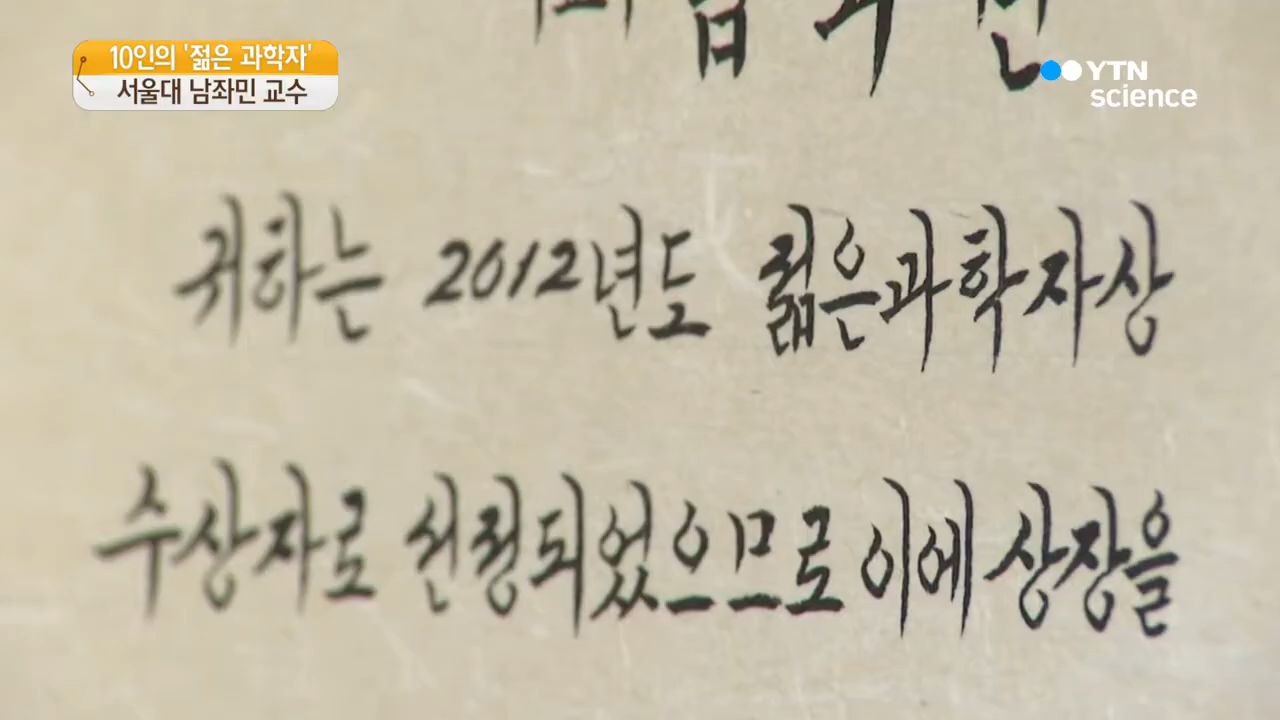 10인의 '젊은 과학자'
서울대 남좌민 교수
YTN
science
귀하는 2012년도 젊은과학자상
수상자로 선정되었으므로 이에 상장을